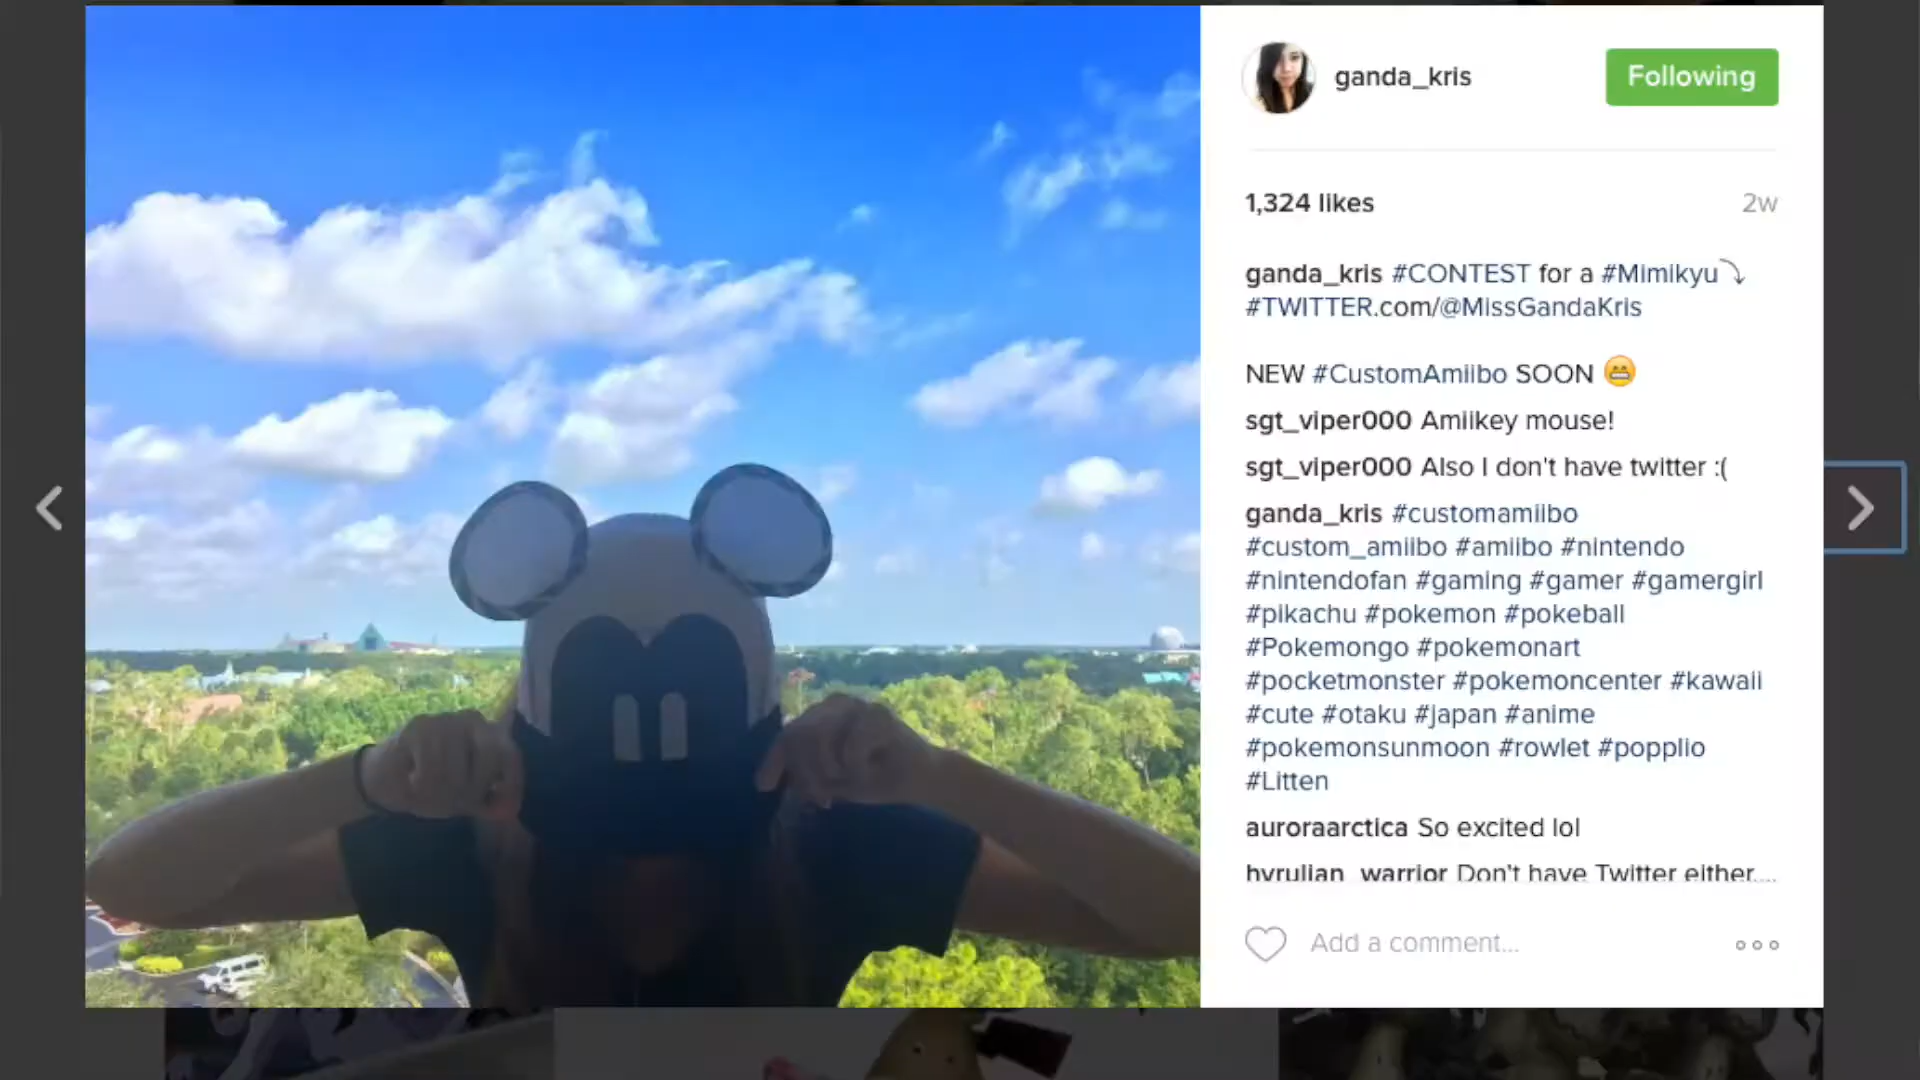 ganda_kris
Following
1,324 likes
2w
ganda_kris #CONTEST for a #Mimikyu⤵
#TWITTER.com/@MissGandaKris
NEW #CustomAmiibo SOON 😁
sgt_viper000 Amiikey mouse!
sgt_viper000 Also I don't have twitter :(
ganda_kris #customamiibo
#custom_amiibo #amiibo #nintendo
#nintendofan #gaming #gamer #gamergirl
#pikachu #pokemon #pokeball
#Pokemongo #pokemonart
#pocketmonster #pokemoncenter #kawaii
#cute #otaku #japan #anime
#pokemonsunmoon #rowlet #popplio
#Litten
auroraarctica So excited lol
hyrulian_warrior Don't have Twitter either....
Add a comment...